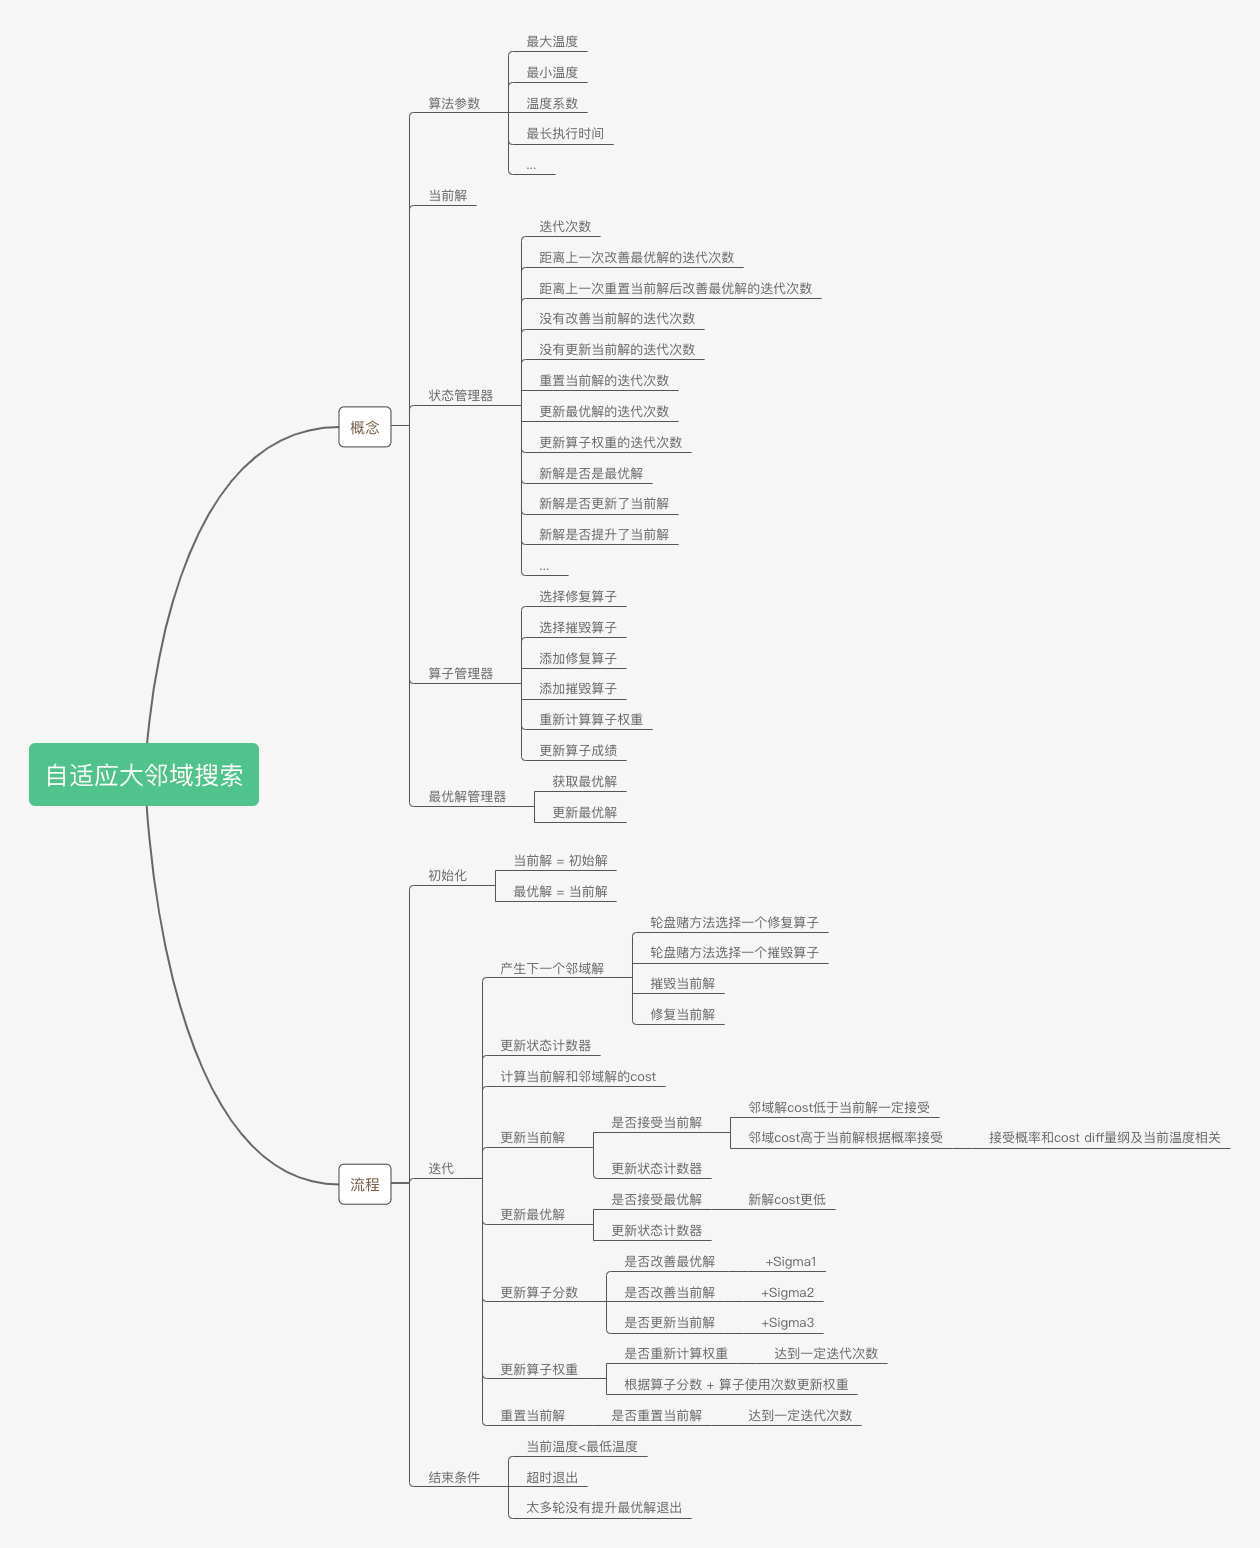 自适应大邻域搜索
概念
算法参数
最大温度
最小温度
温度系数
最长执行时间
...
当前解
状态管理器
迭代次数
距离上一次改善最优解的迭代次数
距离上一次重置当前解后改善最优解的迭代次数
没有改善当前解的迭代次数
没有更新当前解的迭代次数
重置当前解的迭代次数
更新最优解的迭代次数
更新算子权重的迭代次数
新解是否是最优解
新解是否更新了当前解
新解是否提升了当前解
...
算子管理器
选择修复算子
选择摧毁算子
添加修复算子
添加摧毁算子
重新计算算子权重
更新算子成绩
最优解管理器
获取最优解
更新最优解
流程
初始化
当前解 = 初始解
最优解 = 当前解
迭代
产生下一个邻域解
轮盘赌方法选择一个修复算子
轮盘赌方法选择一个摧毁算子
摧毁当前解
修复当前解
更新状态计数器
计算当前解和邻域解的cost
更新当前解
是否接受当前解
邻域解cost低于当前解一定接受
邻域cost高于当前解根据概率接受
接受概率和cost diff量纲及当前温度相关
更新状态计数器
更新最优解
是否接受最优解
新解cost更低
更新状态计数器
更新算子分数
是否改善最优解
+Sigma1
是否改善当前解
+Sigma2
是否更新当前解
+Sigma3
更新算子权重
是否重新计算权重
达到一定迭代次数
根据算子分数 + 算子使用次数更新权重
重置当前解
是否重置当前解
达到一定迭代次数
结束条件
当前温度<最低温度
超时退出
太多轮没有提升最优解退出